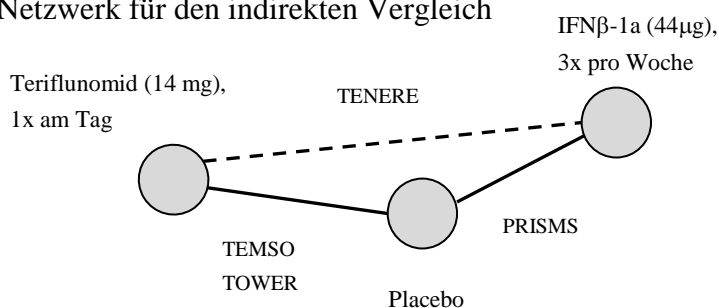 Netzwerk für den indirekten Vergleich
IFNβ-1a (44μg),
3x pro Woche
Teriflunomid (14 mg),
1x am Tag
TENERE
PRISMS
TEMSO
TOWER
Placebo